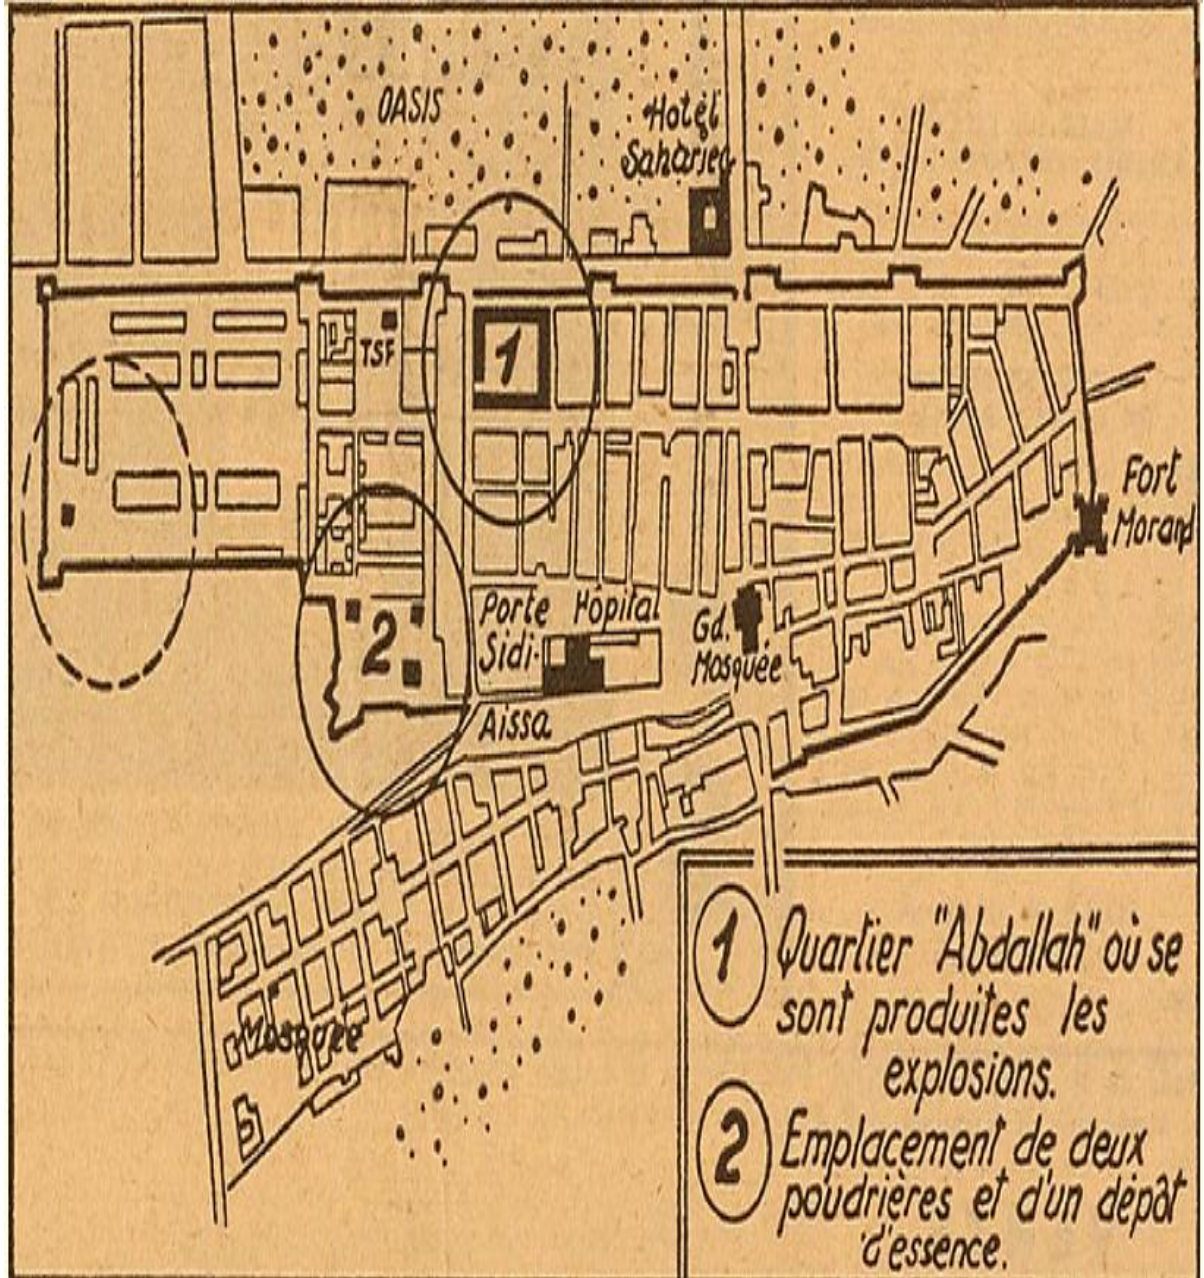 OASIS
Hotel
Saharien
1
TSF
Fort
Morand
2
Porte Hôpital
Sidi-
Aissa
Gd.
Mosquée
Mosquée
1 Quartier "Abdallah" où se
sont produites les
explosions.
2 Emplacement de deux
poudrières et d'un dépôt
d'essence.